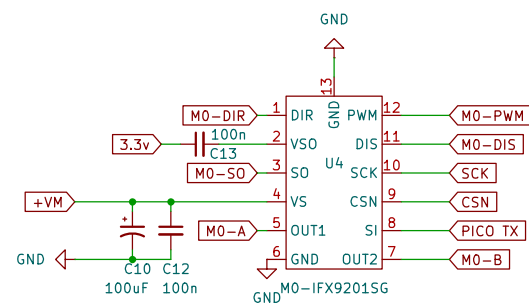 GND
13
GND
M0-DIR 1 DIR PWM 12 M0-PWM
100n
3.3v 2 VSO DIS 11 M0-DIS
C13
U4
M0-SO 3 SO SCK 10 SCK
+VM 4 VS CSN 9 CSN
+
M0-A 5 OUT1 SI 8 PICO TX
GND 6 GND OUT2 7 M0-B
C10 C12
100uF 100n
GND
M0-IFX9201SG